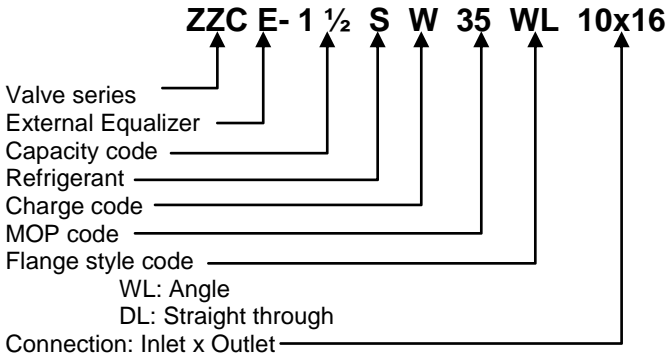 ZZC E- 1 ½ S W 35 WL 10x16
Valve series
External Equalizer
Capacity code
Refrigerant
Charge code
MOP code
Flange style code
WL: Angle
DL: Straight through
Connection: Inlet x Outlet